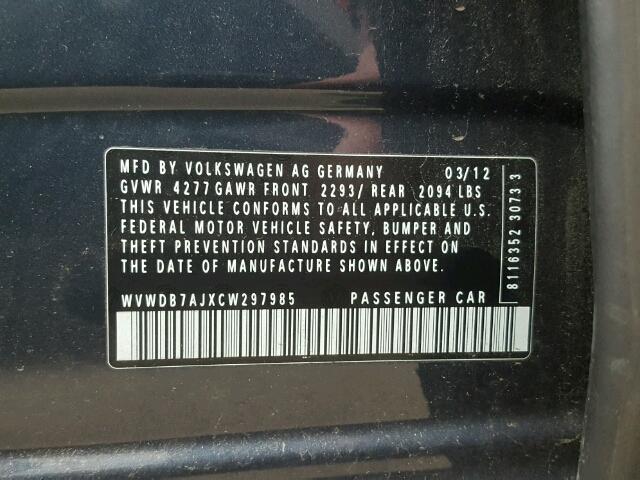 MFD BY VOLKSWAGEN AG GERMANY 03/12
GVWR 4277 GAWR FRONT 2293/ REAR 2094 LBS
THIS VEHICLE CONFORMS TO ALL APPLICABLE U.S.
FEDERAL MOTOR VEHICLE SAFETY, BUMPER AND
THEFT PREVENTION STANDARDS IN EFFECT ON
THE DATE OF MANUFACTURE SHOWN ABOVE.
WVWDB7AJXCW297985 PASSENGER CAR
8116352 3073 3